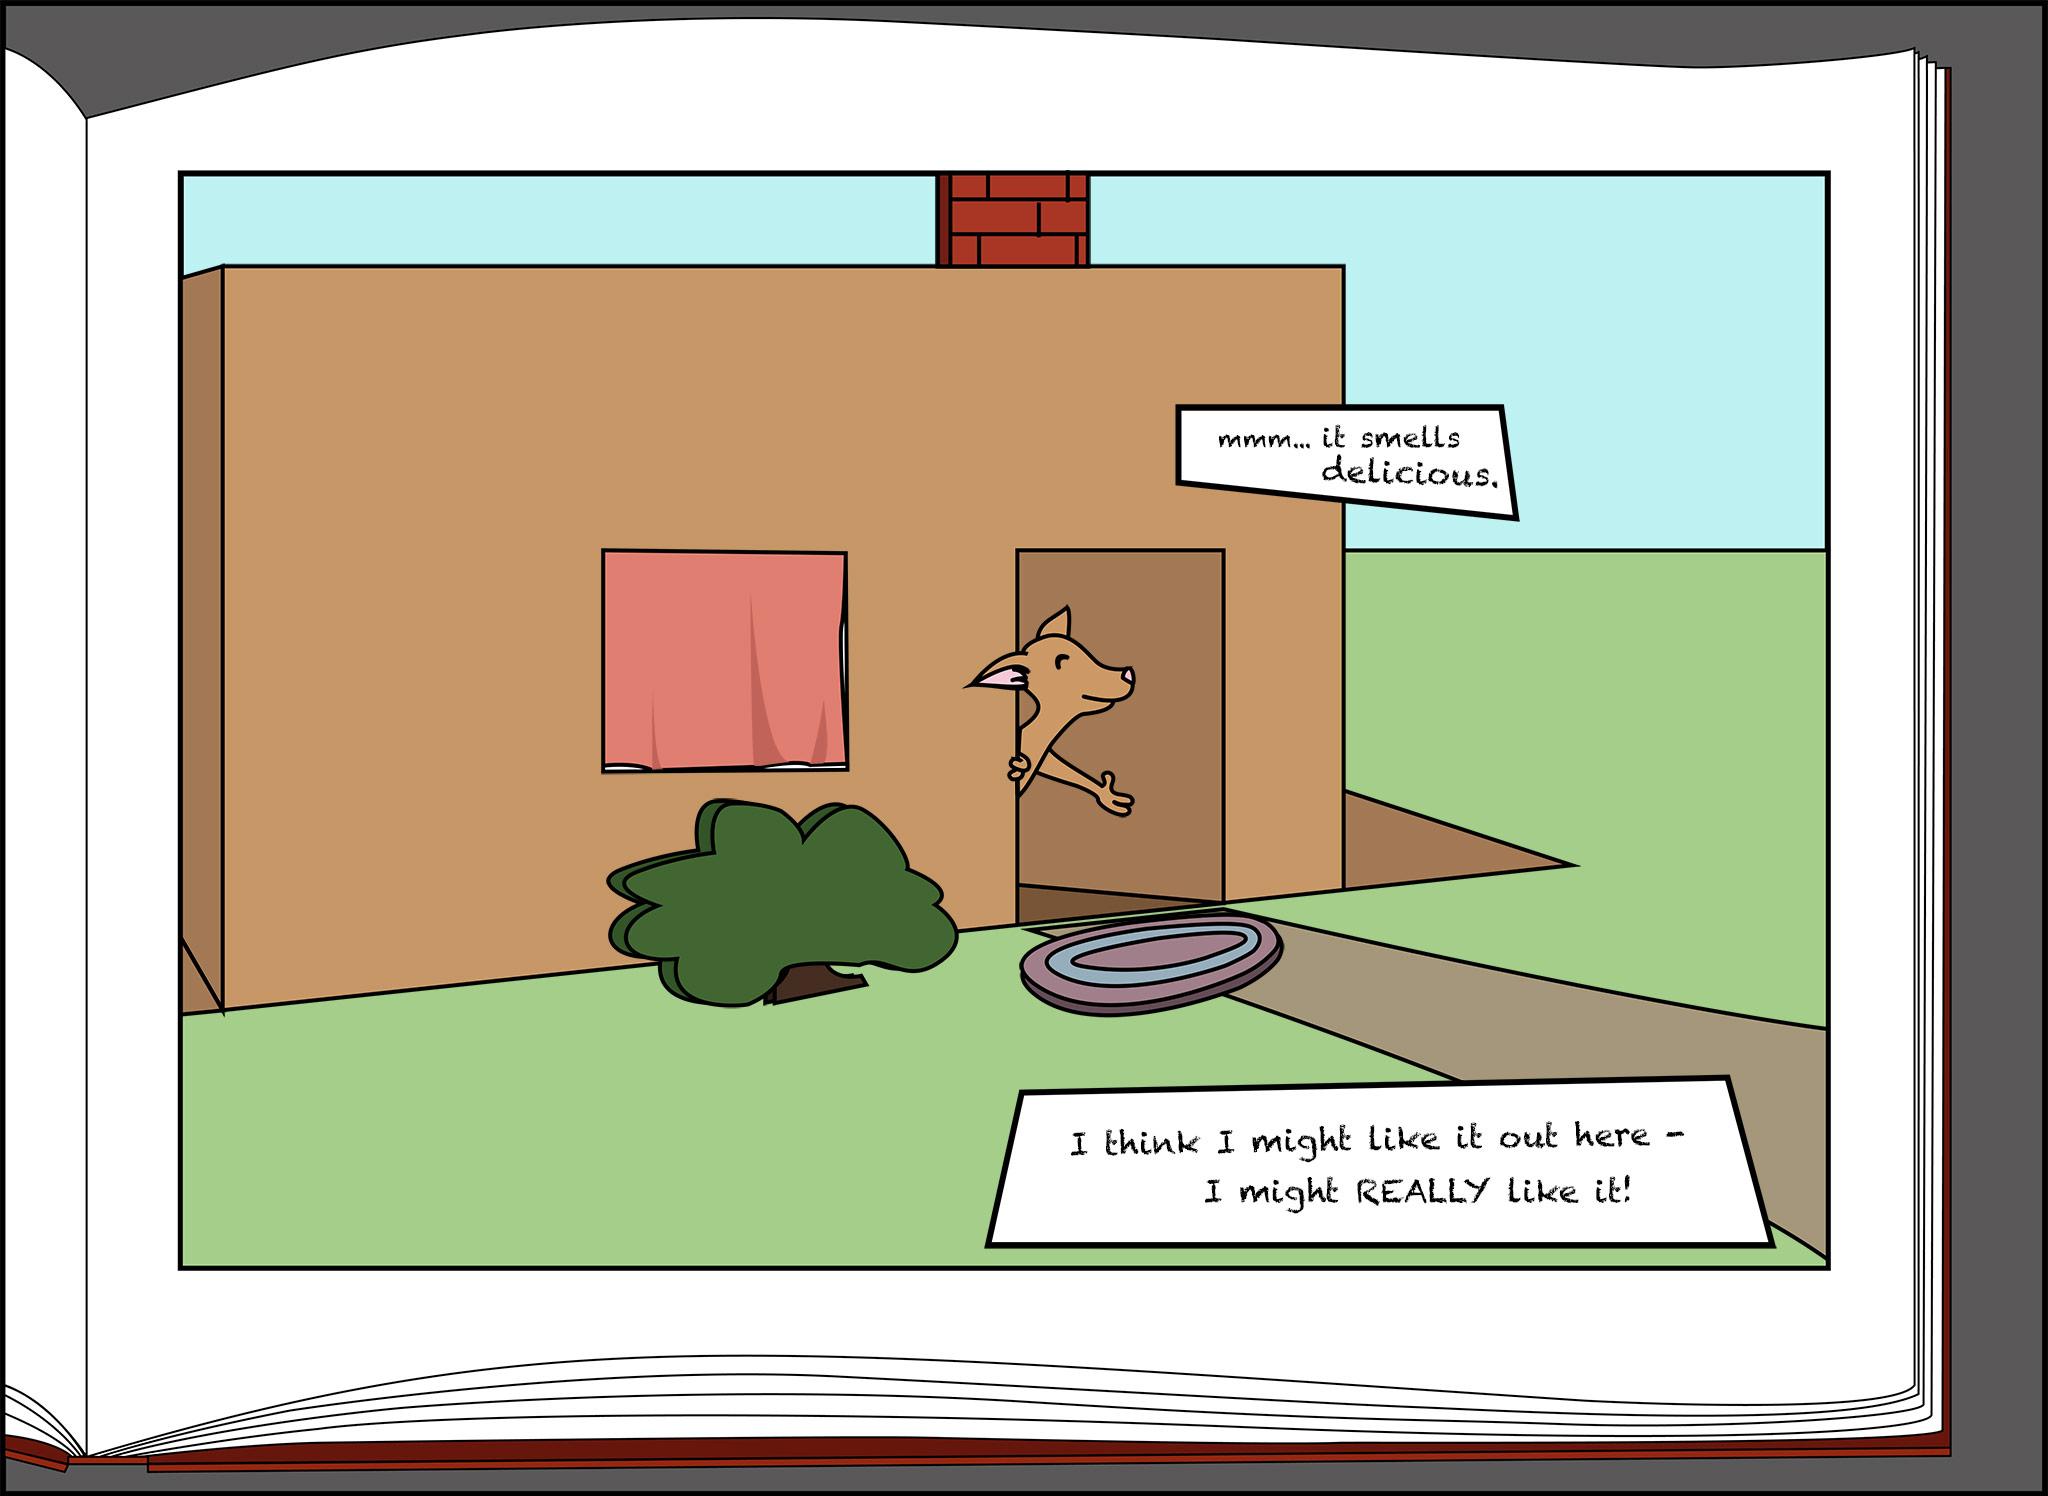 mmm... it smells
delicious.
I think I might like it out here -
I might REALLY like it!